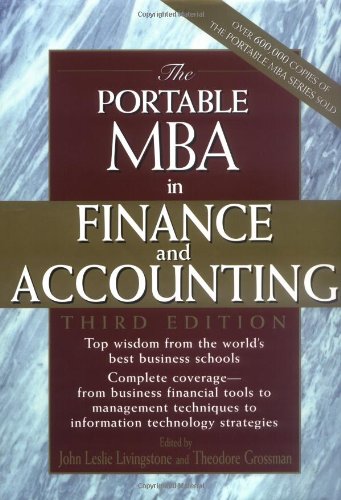 OVER 600,000 COPIES OF
THE PORTABLE MBA SERIES SOLD
The
PORTABLE
MBA
in
FINANCE
and
ACCOUNTING
THIRD EDITION
Top wisdom from the world's
best business schools
Complete coverage—
from business financial tools to
management techniques to
information technology strategies
Edited by
John Leslie Livingstone and Theodore Grossman